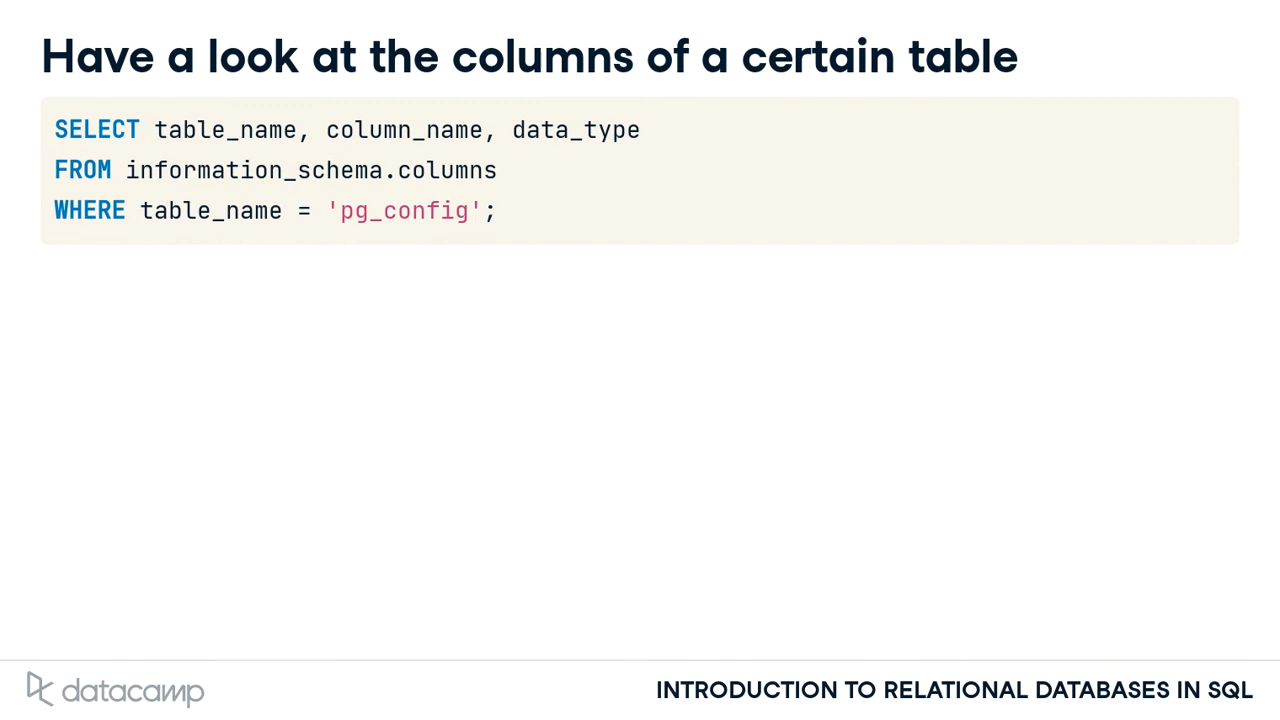 Have a look at the columns of a certain table
SELECT table_name, column_name, data_type
FROM information_schema.columns
WHERE table_name = 'pg_config';
datacamp
INTRODUCTION TO RELATIONAL DATABASES IN SQL